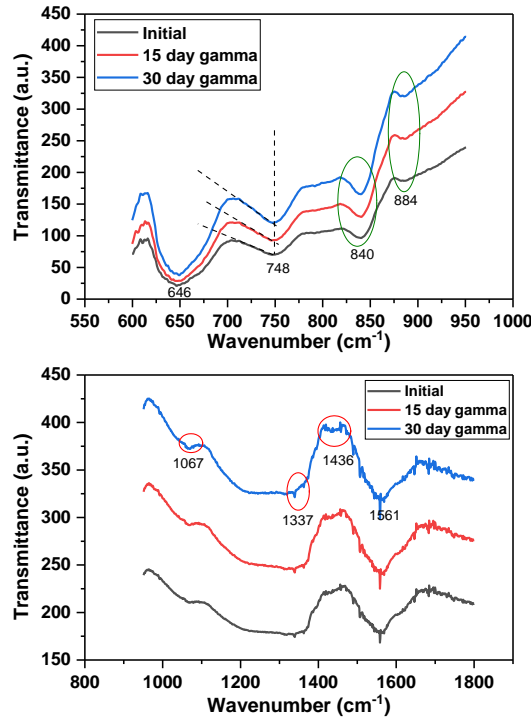 450
400
350
300
250
200
150
100
50
0
Transmittance (a.u.)
Initial
15 day gamma
30 day gamma
646
748
840
884
600 650 700 750 800 850 900 950 1000
Wavenumber (cm-1)
450
400
350
300
250
200
150
Transmittance (a.u.)
Initial
15 day gamma
30 day gamma
1067
1337
1436
1561
800 1000 1200 1400 1600 1800
Wavenumber (cm-1)